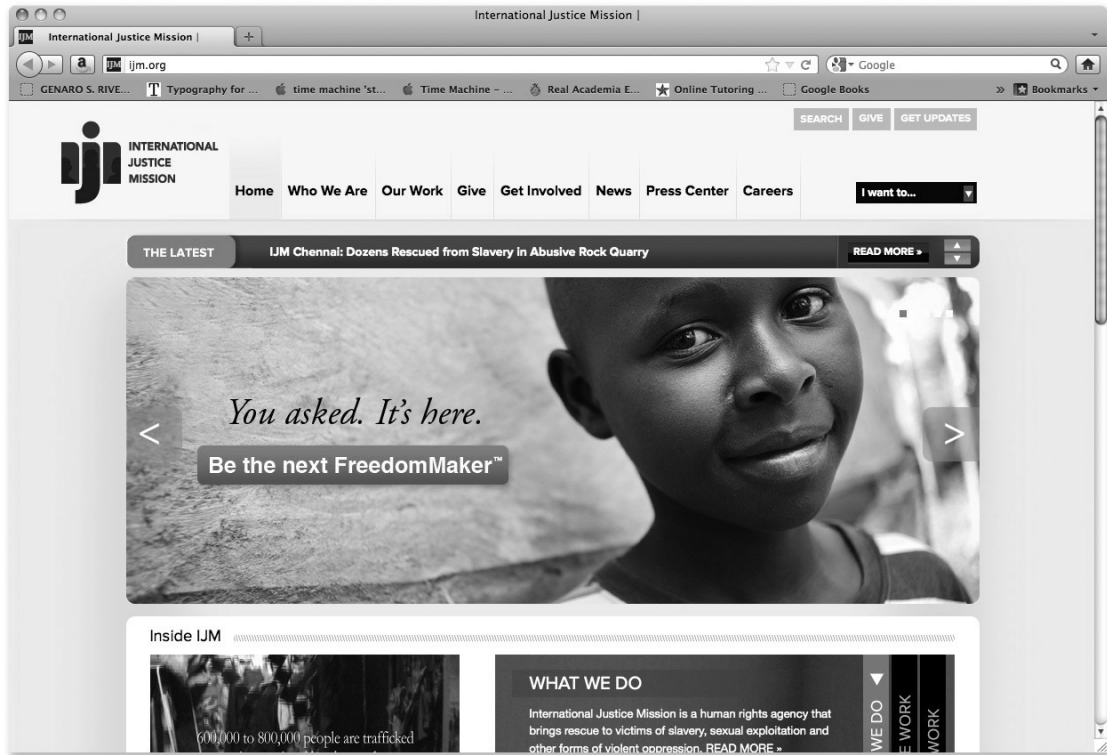 International Justice Mission |
IJM International Justice Mission | +
a IJM ijm.org Google
GENARO S. RIVE... T Typography for ... time machine 'st... Time Machine – ... Real Academia E... Online Tutoring ... Google Books » Bookmarks
SEARCH GIVE GET UPDATES
ijm
INTERNATIONAL
JUSTICE
MISSION
Home Who We Are Our Work Give Get Involved News Press Center Careers I want to...
THE LATEST IJM Chennai: Dozens Rescued from Slavery in Abusive Rock Quarry READ MORE »
You asked. It's here.
< >
Be the next FreedomMaker™
Inside IJM
600,000 to 800,000 people are trafficked
WHAT WE DO
International Justice Mission is a human rights agency that
brings rescue to victims of slavery, sexual exploitation and
other forms of violent oppression. READ MORE »
WE DO
E WORK
WORK